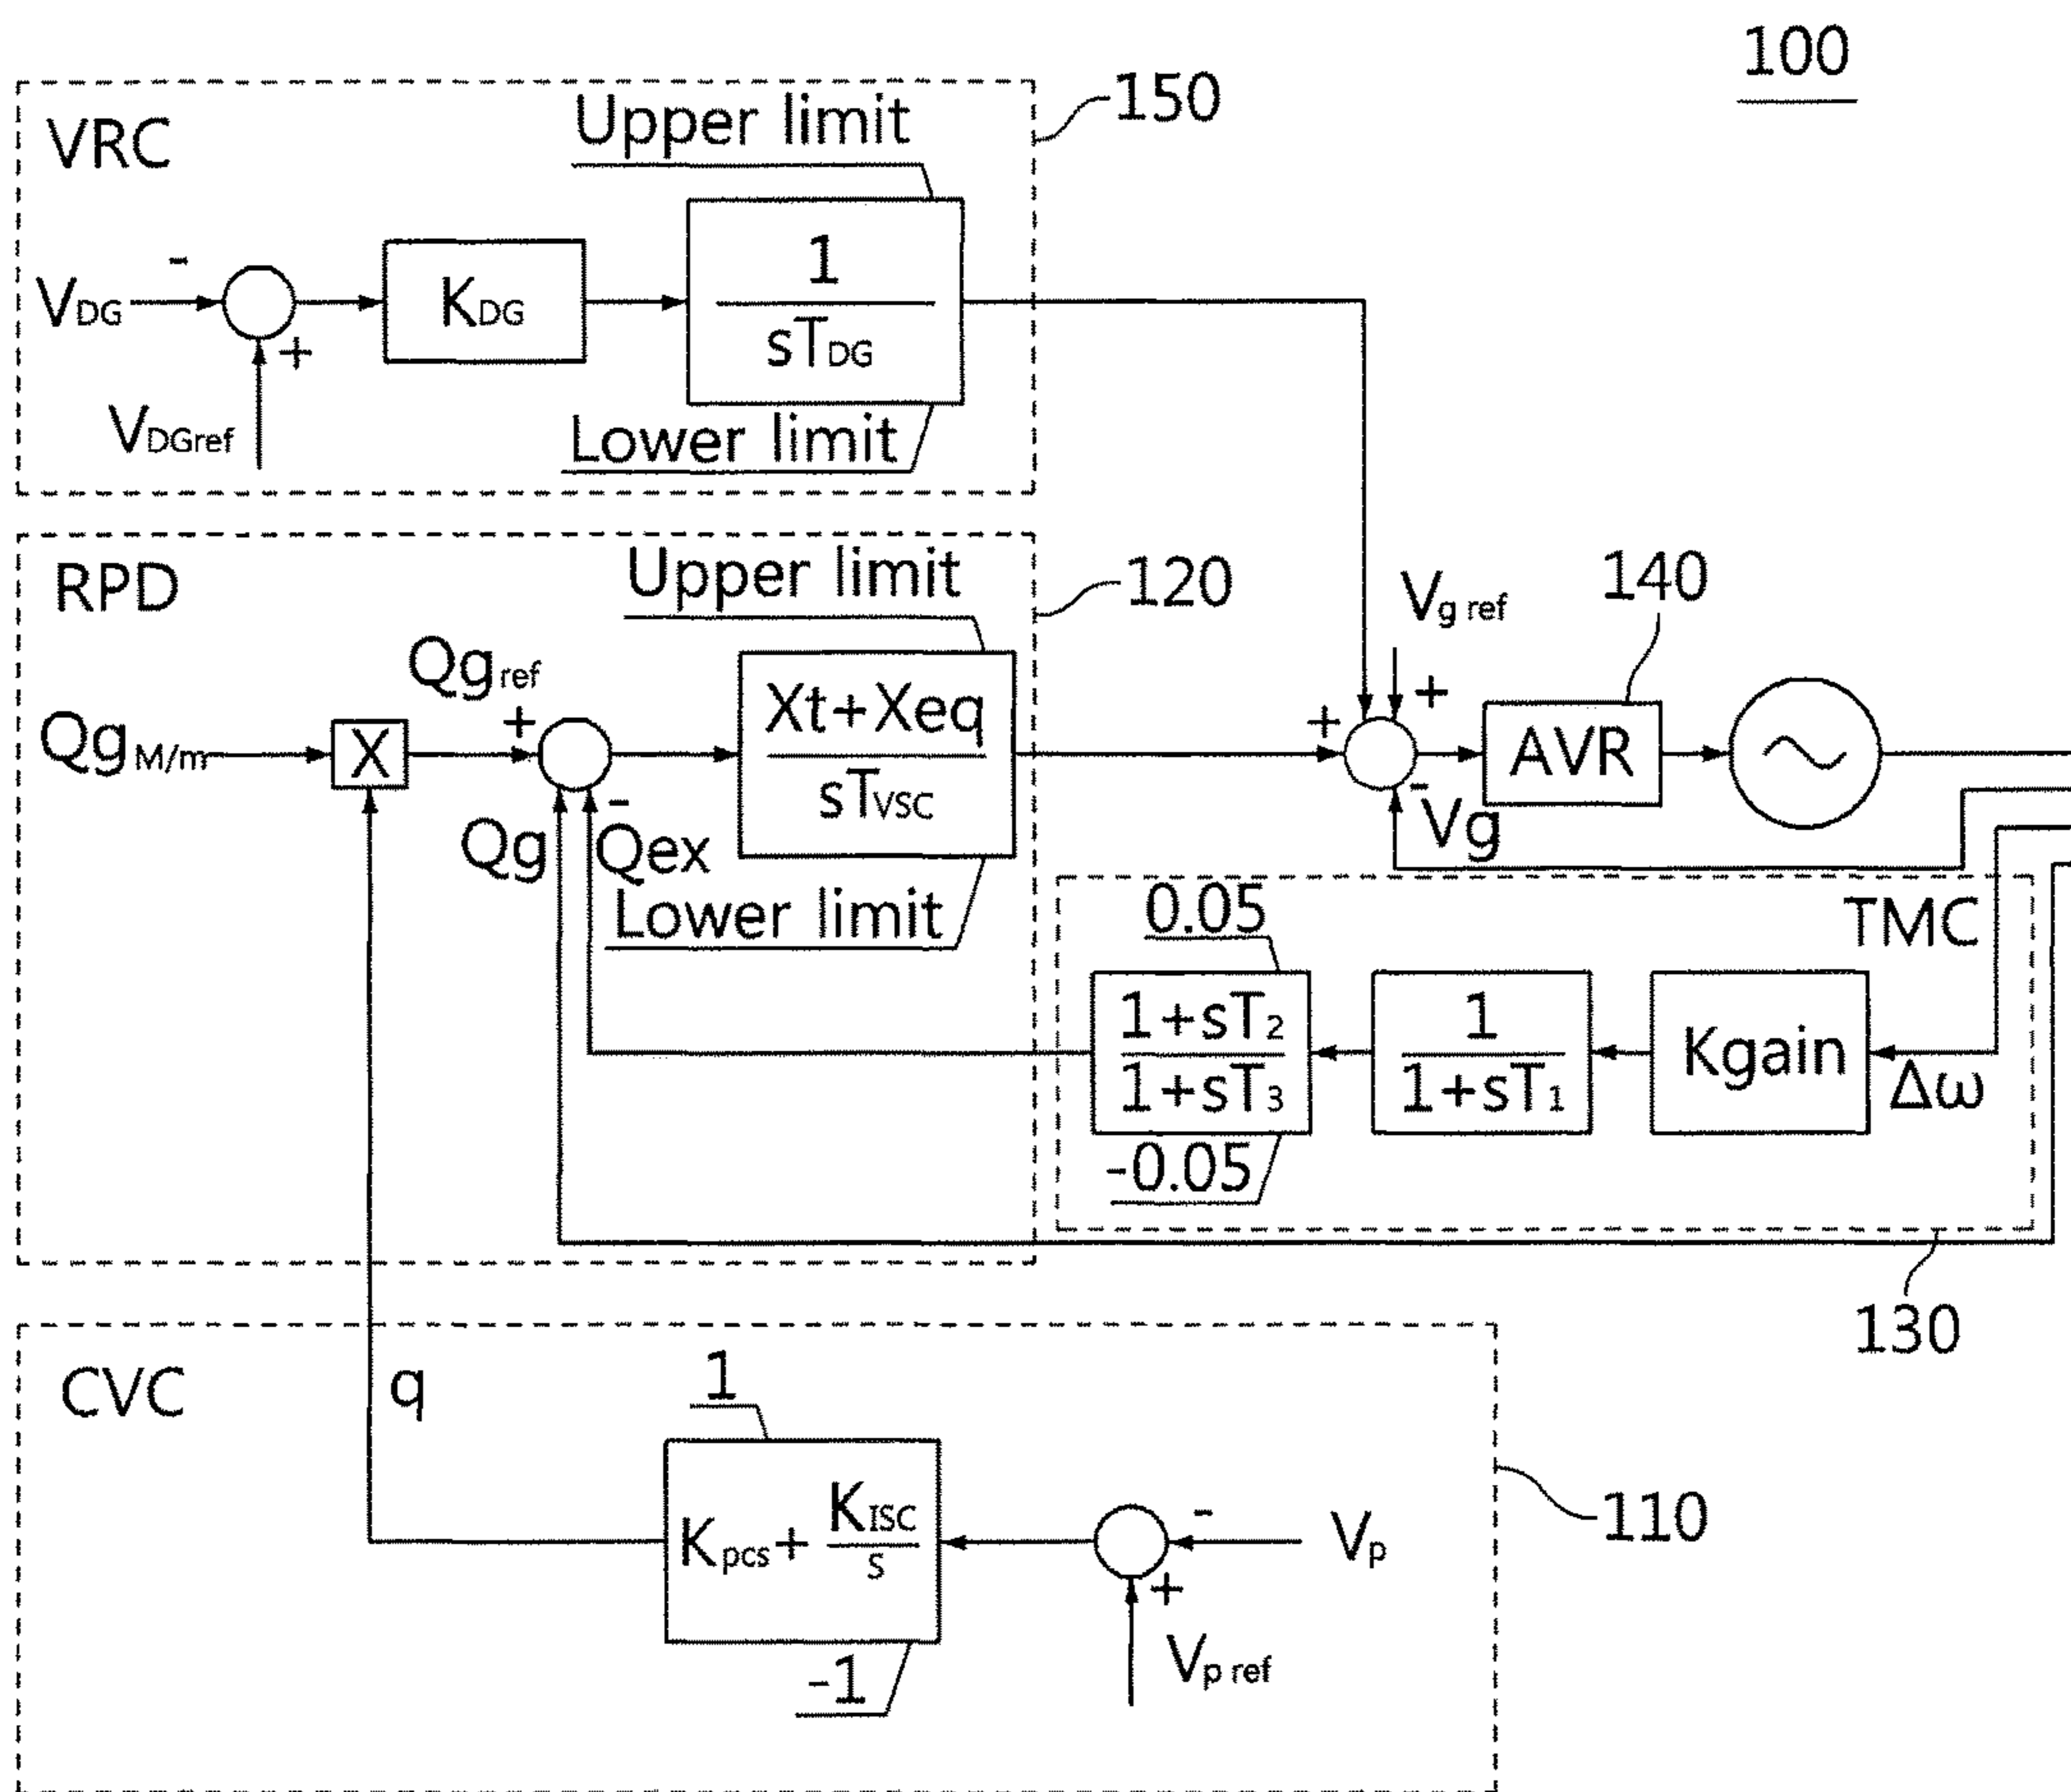 100
150
VRC
Upper limit
1
sTDG
-
VDG
KDG
+
VDGref
Lower limit
RPD
Upper limit
120
140
Vg ref
Qgref
+
QgM/m
X
Xt+Xeq
sTVSC
+
+
AVR
-
Vg
-
Qg
Qex
Lower limit
TMC
0.05
1+sT2
1+sT3
1
1+sT1
Kgain
Δω
-0.05
130
CVC
q
1
Kpcs+
KISC
s
-
Vp
110
+
Vp ref
-1